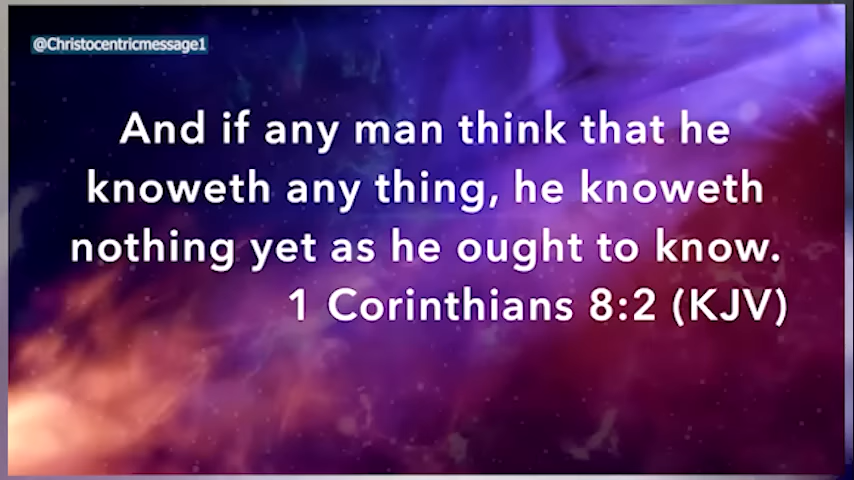 @Christocentricmessage1
And if any man think that he
knoweth any thing, he knoweth
nothing yet as he ought to know.
1 Corinthians 8:2 (KJV)